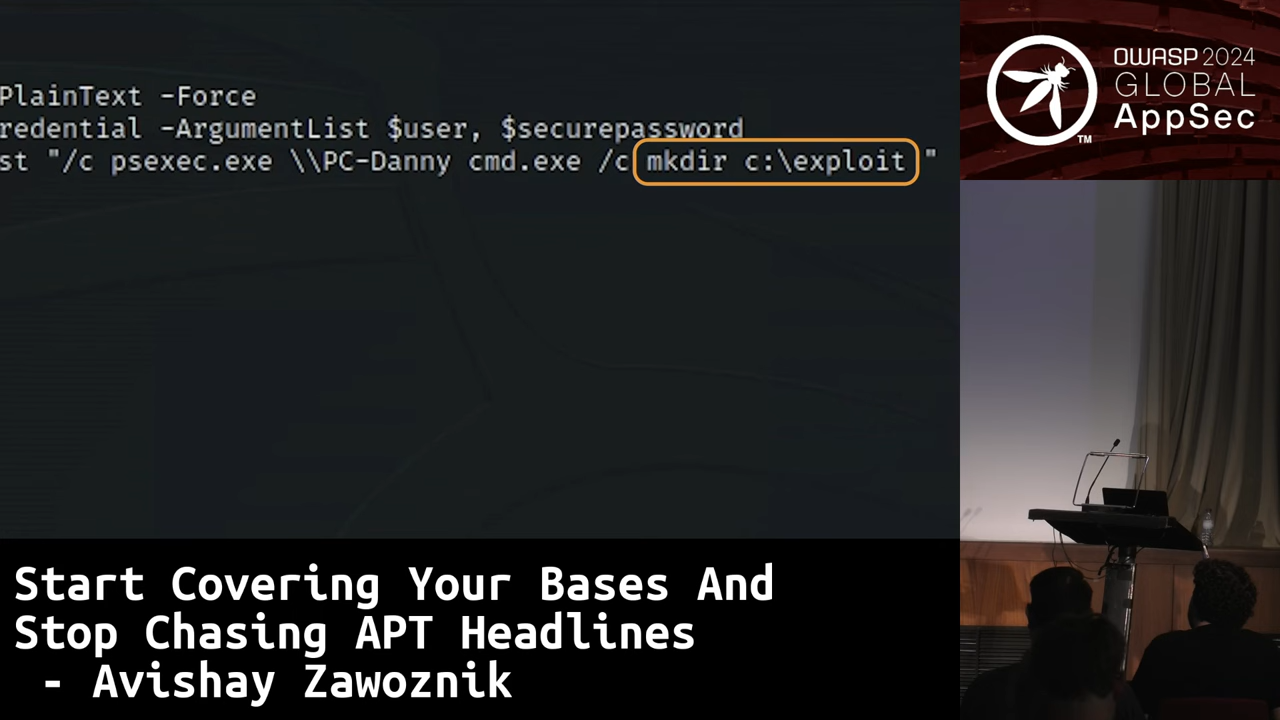 PlainText -Force
redential -ArgumentList $user, $securepassword
st "/c psexec.exe \\PC-Danny cmd.exe /c mkdir c:\exploit "
OWASP 2024
GLOBAL
AppSec
TM
Start Covering Your Bases And
Stop Chasing APT Headlines
- Avishay Zawoznik